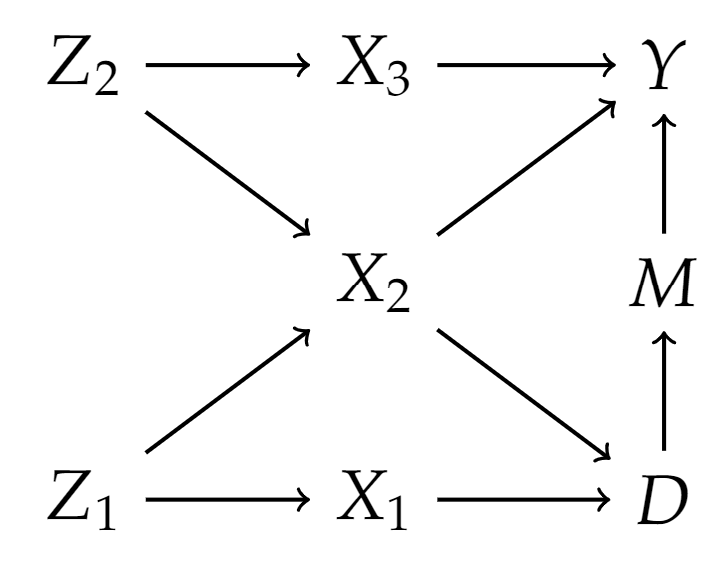 Z₂ X₃ Y
X₂ M
Z₁ X₁ D